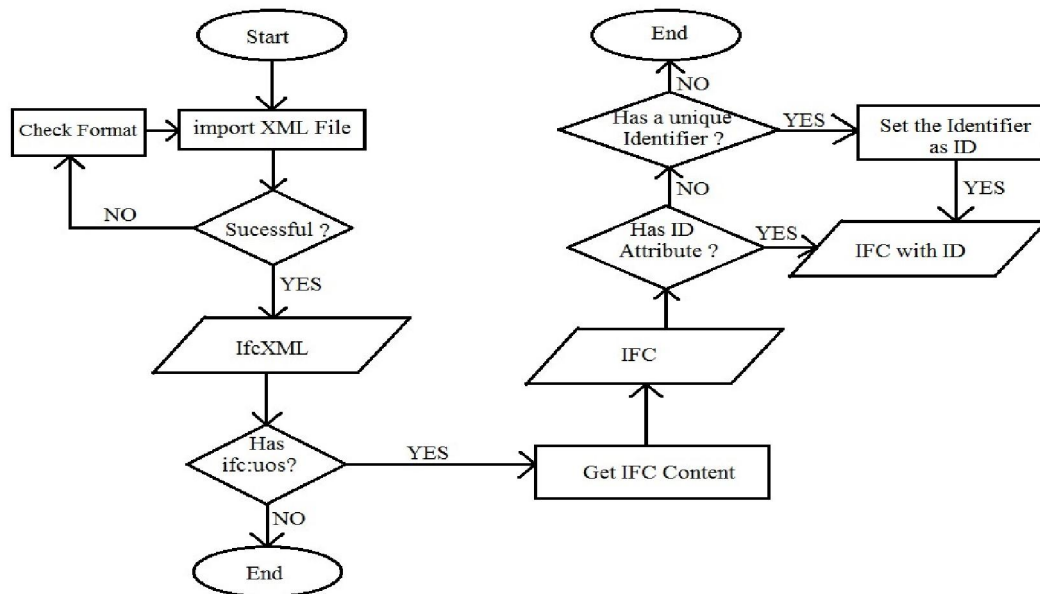 Start
Check Format
import XML File
NO
Sucessful ?
YES
IfcXML
Has
ifc:uos?
YES
NO
End
Get IFC Content
IFC
Has ID
Attribute ?
YES
NO
Has a unique
Identifier ?
YES
NO
End
Set the Identifier
as ID
YES
IFC with ID